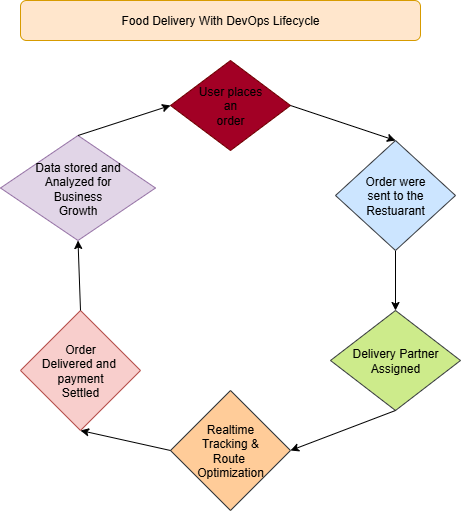 Food Delivery With DevOps Lifecycle
User places
an
order
Order were
sent to the
Restuarant
Delivery Partner
Assigned
Realtime
Tracking &
Route
Optimization
Order
Delivered and
payment
Settled
Data stored and
Analyzed for
Business
Growth